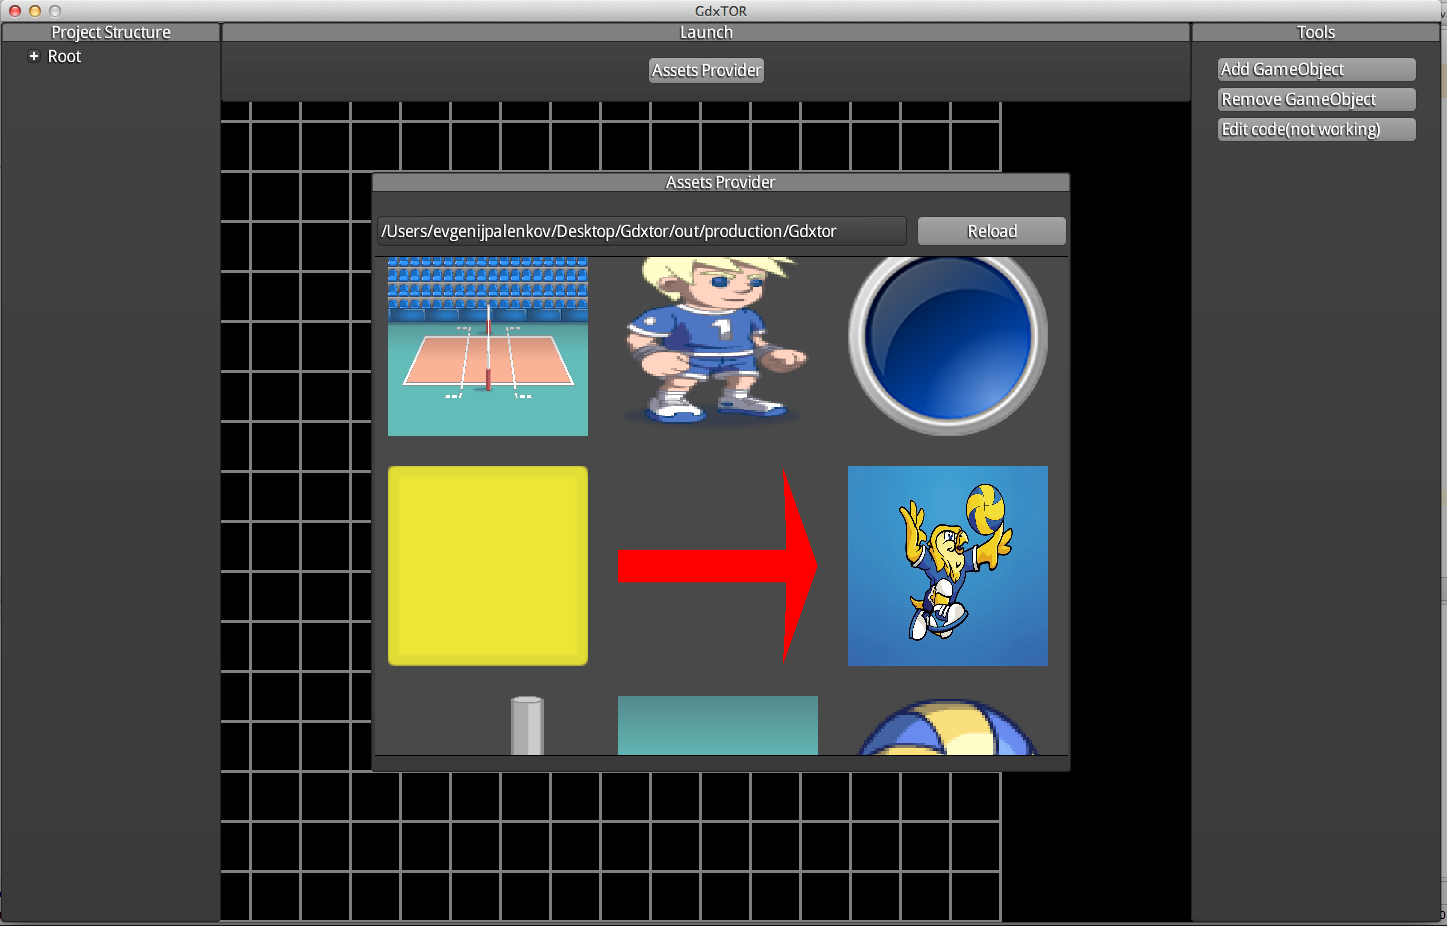 GdxTOR
Project Structure
Launch
Tools
Root
Assets Provider
Add GameObject
Remove GameObject
Edit code(not working)
Assets Provider
/Users/evgenijpalenkov/Desktop/Gdxtor/out/production/Gdxtor
Reload
1